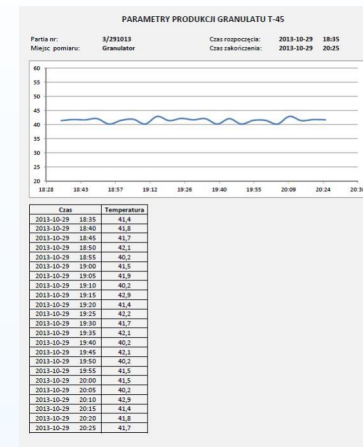 PARAMETRY PRODUKCJI GRANULATU T-45
Partia nr: 3/291013 Czas rozpoczęcia: 2013-10-29 18:35
Miejsc pomiaru: Granulator Czas zakończenia: 2013-10-29 20:25
60
55
50
45
40
35
30
25
20
18:28 18:43 18:57 19:12 19:26 19:40 19:55 20:09 20:24 20:38
Czas Temperatura
2013-10-29 18:35 41,4
2013-10-29 18:40 41,8
2013-10-29 18:45 41,7
2013-10-29 18:50 42,1
2013-10-29 18:55 40,2
2013-10-29 19:00 41,5
2013-10-29 19:05 41,9
2013-10-29 19:10 40,2
2013-10-29 19:15 42,9
2013-10-29 19:20 41,4
2013-10-29 19:25 42,2
2013-10-29 19:30 41,7
2013-10-29 19:35 42,1
2013-10-29 19:40 40,2
2013-10-29 19:45 42,1
2013-10-29 19:50 40,2
2013-10-29 19:55 41,5
2013-10-29 20:00 41,5
2013-10-29 20:05 40,2
2013-10-29 20:10 42,9
2013-10-29 20:15 41,4
2013-10-29 20:20 41,8
2013-10-29 20:25 41,7